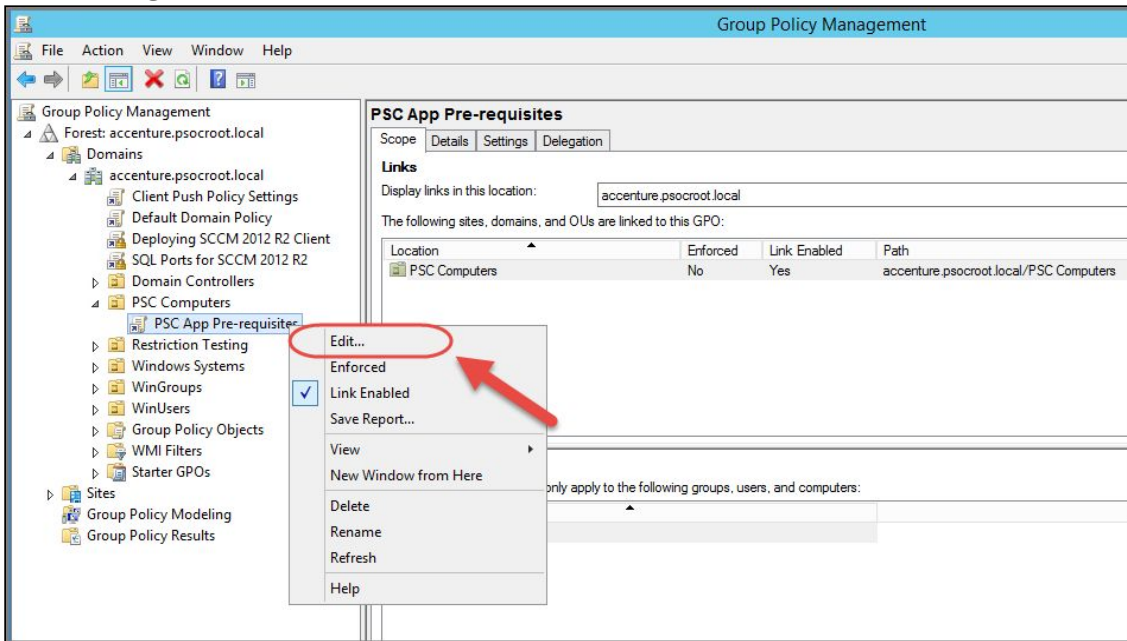 Group Policy Management
File Action View Window Help
Group Policy Management
Forest: accenture.psocroot.local
Domains
accenture.psocroot.local
Client Push Policy Settings
Default Domain Policy
Deploying SCCM 2012 R2 Client
SQL Ports for SCCM 2012 R2
Domain Controllers
PSC Computers
PSC App Pre-requisites
Restriction Testing
Windows Systems
WinGroups
WinUsers
Group Policy Objects
WMI Filters
Starter GPOs
Sites
Group Policy Modeling
Group Policy Results
Edit...
Enforced
Link Enabled
Save Report...
View
New Window from Here
Delete
Rename
Refresh
Help
PSC App Pre-requisites
Scope Details Settings Delegation
Links
Display links in this location: accenture.psocroot.local
The following sites, domains, and OUs are linked to this GPO:
Location Enforced Link Enabled Path
PSC Computers No Yes accenture.psocroot.local/PSC Computers
only apply to the following groups, users, and computers: